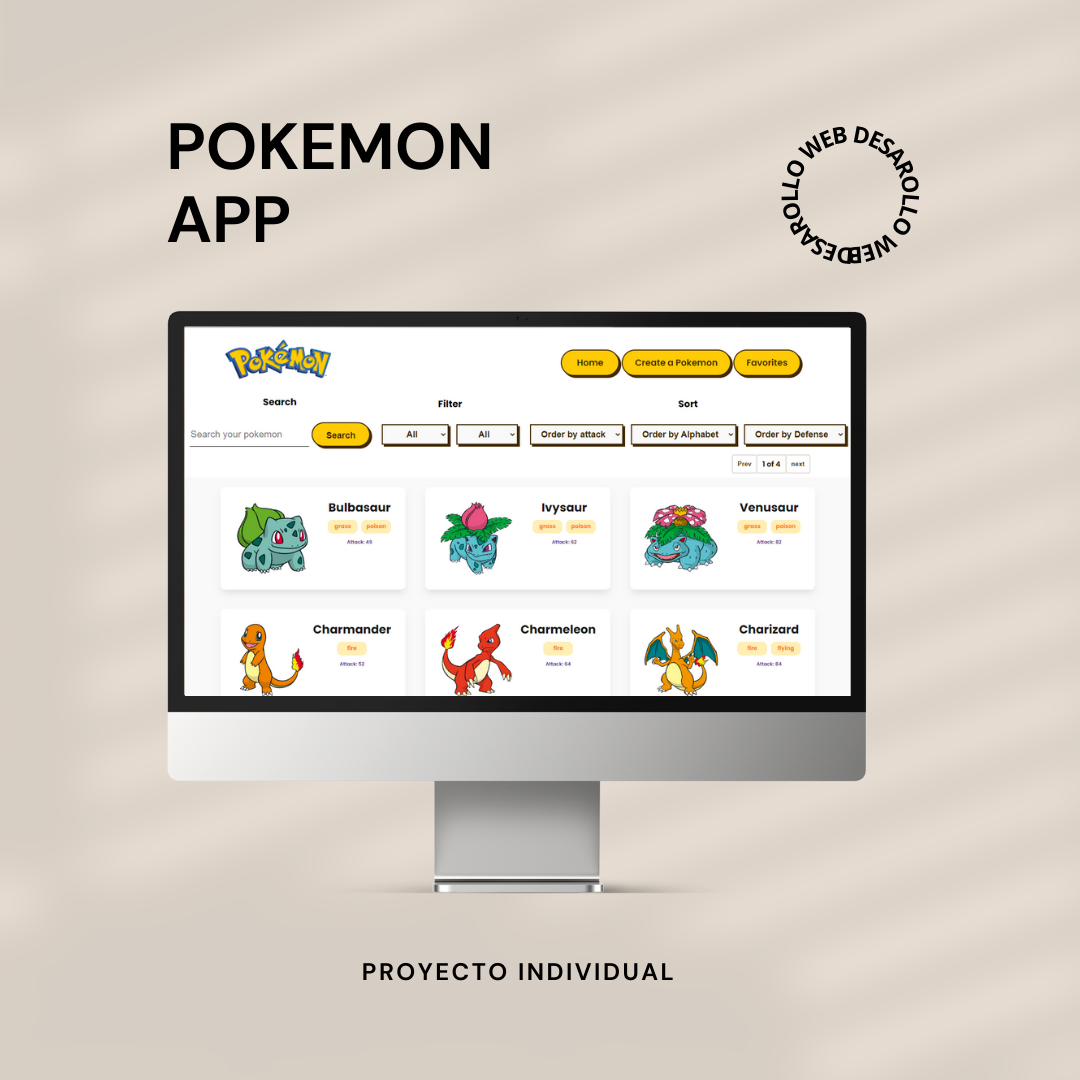 POKEMON
APP
DESAROLLO WEB DESAROLLO WEB
Pokémon
Home
Create a Pokemon
Favorites
Search
Filter
Sort
Search your pokemon
Search
All
All
Order by attack
Order by Alphabet
Order by Defense
Prev
1 of 4
next
Bulbasaur
grass poison
Attack: 49
Ivysaur
grass poison
Attack: 62
Venusaur
grass poison
Attack: 82
Charmander
fire
Attack: 52
Charmeleon
fire
Attack: 64
Charizard
fire flying
Attack: 84
PROYECTO INDIVIDUAL